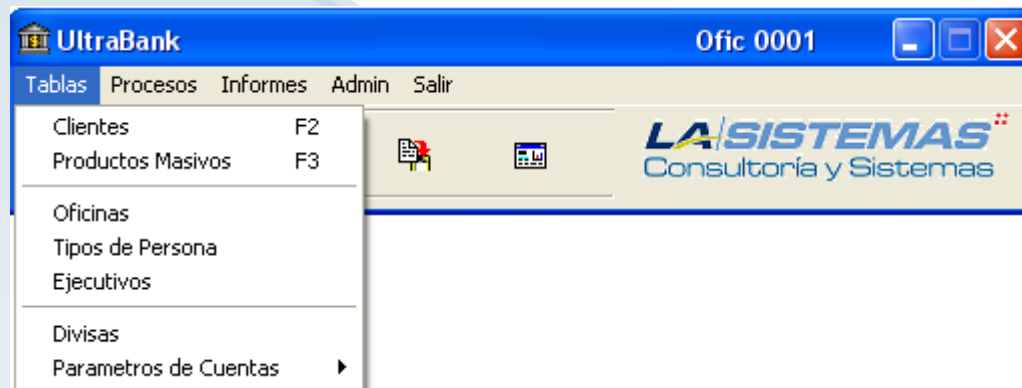 UltraBank Ofic 0001
Tablas Procesos Informes Admin Salir
Clientes F2
Productos Masivos F3
LA SISTEMAS
Consultoría y Sistemas
Oficinas
Tipos de Persona
Ejecutivos
Divisas
Parametros de Cuentas